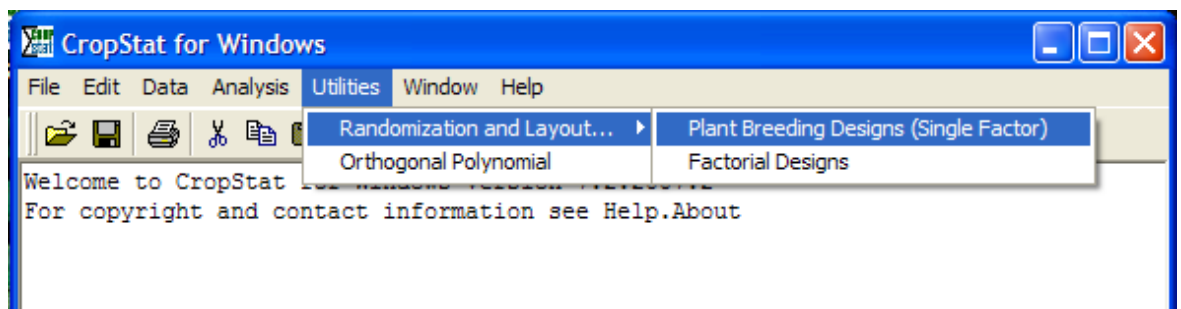 CropStat for Windows
File Edit Data Analysis Utilities Window Help
Randomization and Layout... Plant Breeding Designs (Single Factor)
Orthogonal Polynomial Factorial Designs
Welcome to CropStat
For copyright and contact information see Help.About